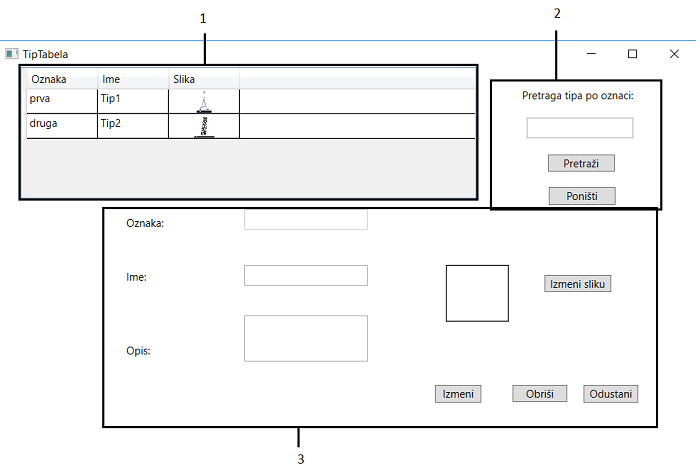 1
2
TipTabela
Oznaka Ime Slika
prva Tip1
druga Tip2
Pretraga tipa po oznaci:
Pretraži
Poništi
Oznaka:
Ime:
Izmeni sliku
Opis:
Izmeni Obriši Odustani
3